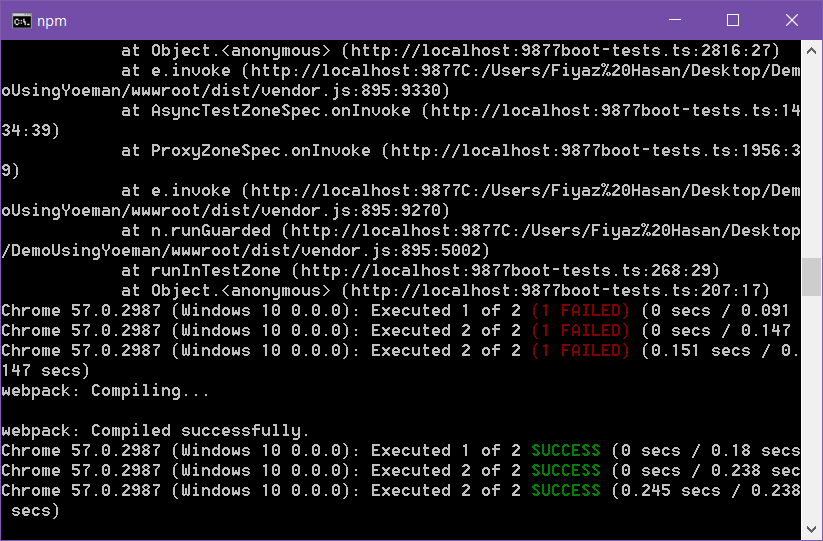 npm
at Object.<anonymous> (http://localhost:9877boot-tests.ts:2816:27)
at e.invoke (http://localhost:9877C:/Users/Fiyaz%20Hasan/Desktop/Dem
oUsingYoeman/wwwroot/dist/vendor.js:895:9330)
at AsyncTestZoneSpec.onInvoke (http://localhost:9877boot-tests.ts:14
34:39)
at ProxyZoneSpec.onInvoke (http://localhost:9877boot-tests.ts:1956:3
9)
at e.invoke (http://localhost:9877C:/Users/Fiyaz%20Hasan/Desktop/Dem
oUsingYoeman/wwwroot/dist/vendor.js:895:9270)
at n.runGuarded (http://localhost:9877C:/Users/Fiyaz%20Hasan/Desktop
/DemoUsingYoeman/wwwroot/dist/vendor.js:895:5002)
at runInTestZone (http://localhost:9877boot-tests.ts:268:29)
at Object.<anonymous> (http://localhost:9877boot-tests.ts:207:17)
Chrome 57.0.2987 (Windows 10 0.0.0): Executed 1 of 2 (1 FAILED) (0 secs / 0.091
Chrome 57.0.2987 (Windows 10 0.0.0): Executed 2 of 2 (1 FAILED) (0 secs / 0.147
Chrome 57.0.2987 (Windows 10 0.0.0): Executed 2 of 2 (1 FAILED) (0.151 secs / 0.
147 secs)
webpack: Compiling...
webpack: Compiled successfully.
Chrome 57.0.2987 (Windows 10 0.0.0): Executed 1 of 2 SUCCESS (0 secs / 0.18 secs
Chrome 57.0.2987 (Windows 10 0.0.0): Executed 2 of 2 SUCCESS (0 secs / 0.238 sec
Chrome 57.0.2987 (Windows 10 0.0.0): Executed 2 of 2 SUCCESS (0.245 secs / 0.238
secs)